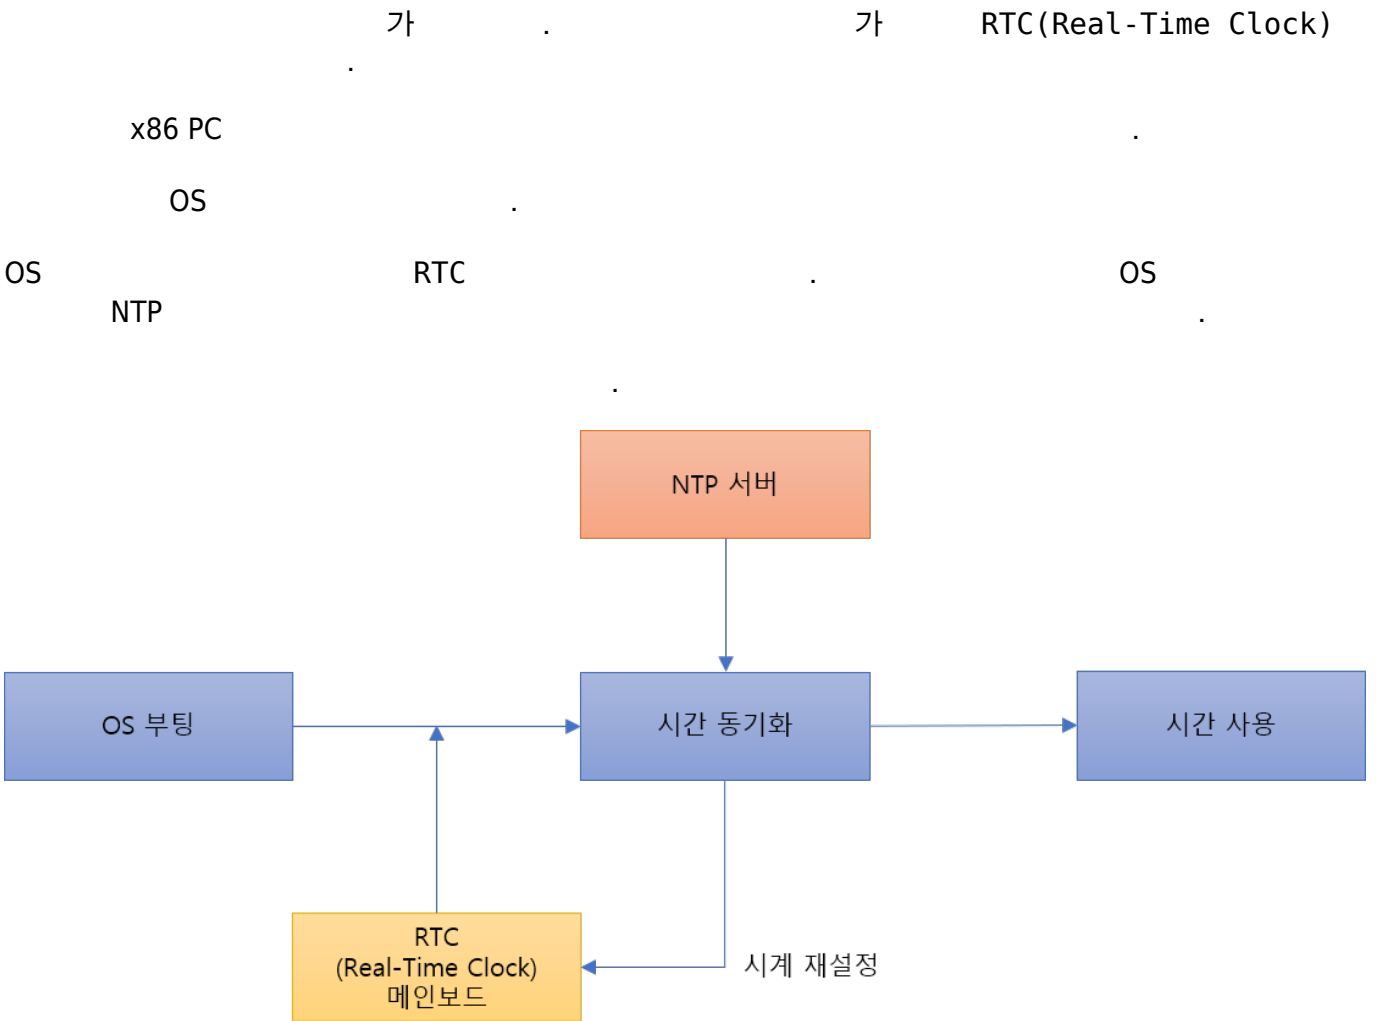 가 . 가 RTC(Real-Time Clock)
.
x86 PC .
OS .
OS RTC . OS
NTP .
.
NTP 서버
OS 부팅
시간 동기화
시간 사용
RTC
(Real-Time Clock)
메인보드
시계 재설정